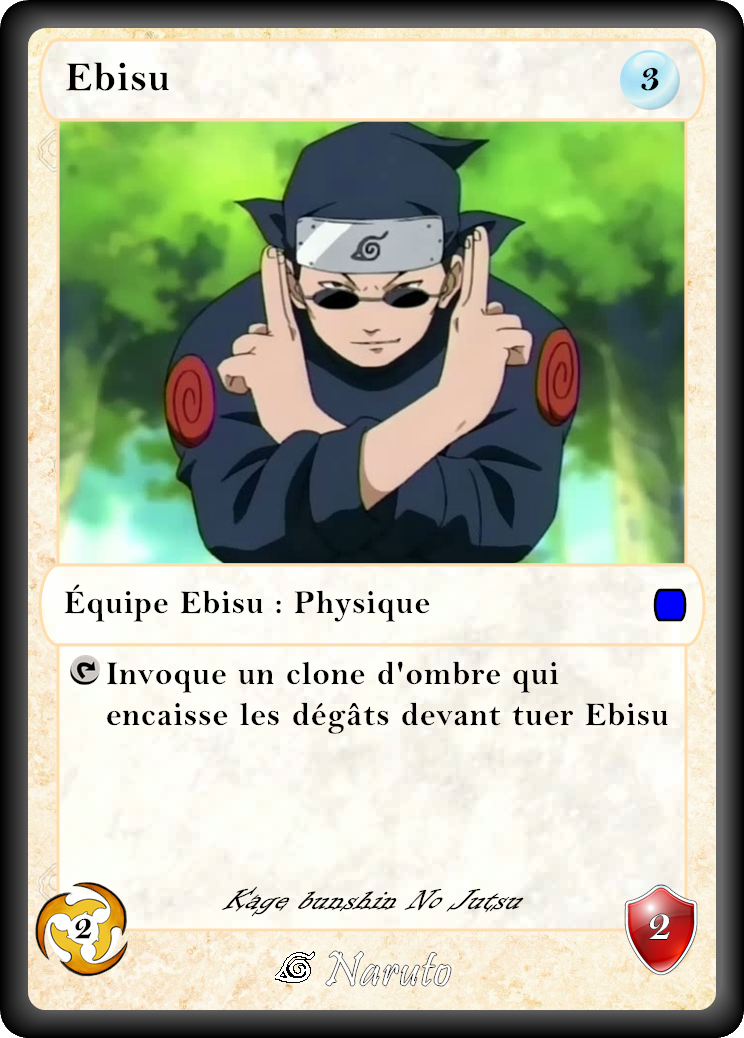 Ebisu
3
Équipe Ebisu : Physique
Invoque un clone d'ombre qui
encaisse les dégâts devant tuer Ebisu
Kage bunshin No Jutsu
2
2
Naruto